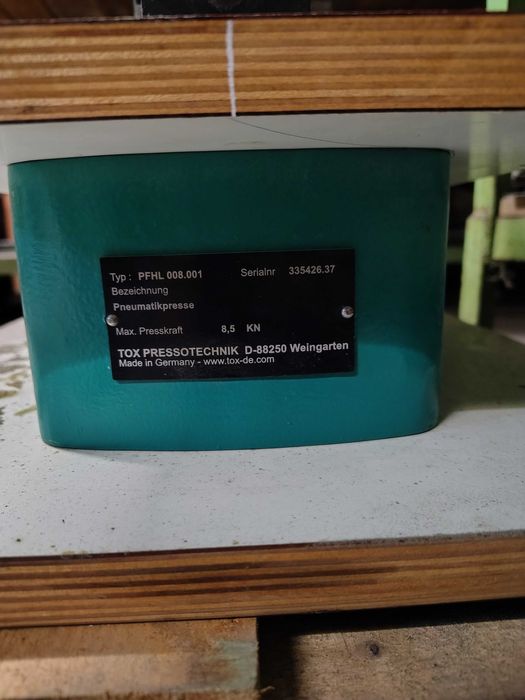 Typ : PFHL 008.001 Serialnr 335426.37
Bezeichnung
Pneumatikpresse
Max. Presskraft 8,5 KN
TOX PRESSOTECHNIK D-88250 Weingarten
Made in Germany - www.tox-de.com